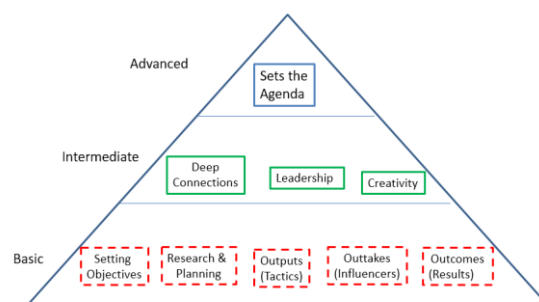 Advanced
Sets the
Agenda
Intermediate
Deep
Connections
Leadership
Creativity
Basic
Setting
Objectives
Research &
Planning
Outputs
(Tactics)
Outtakes
(Influencers)
Outcomes
(Results)